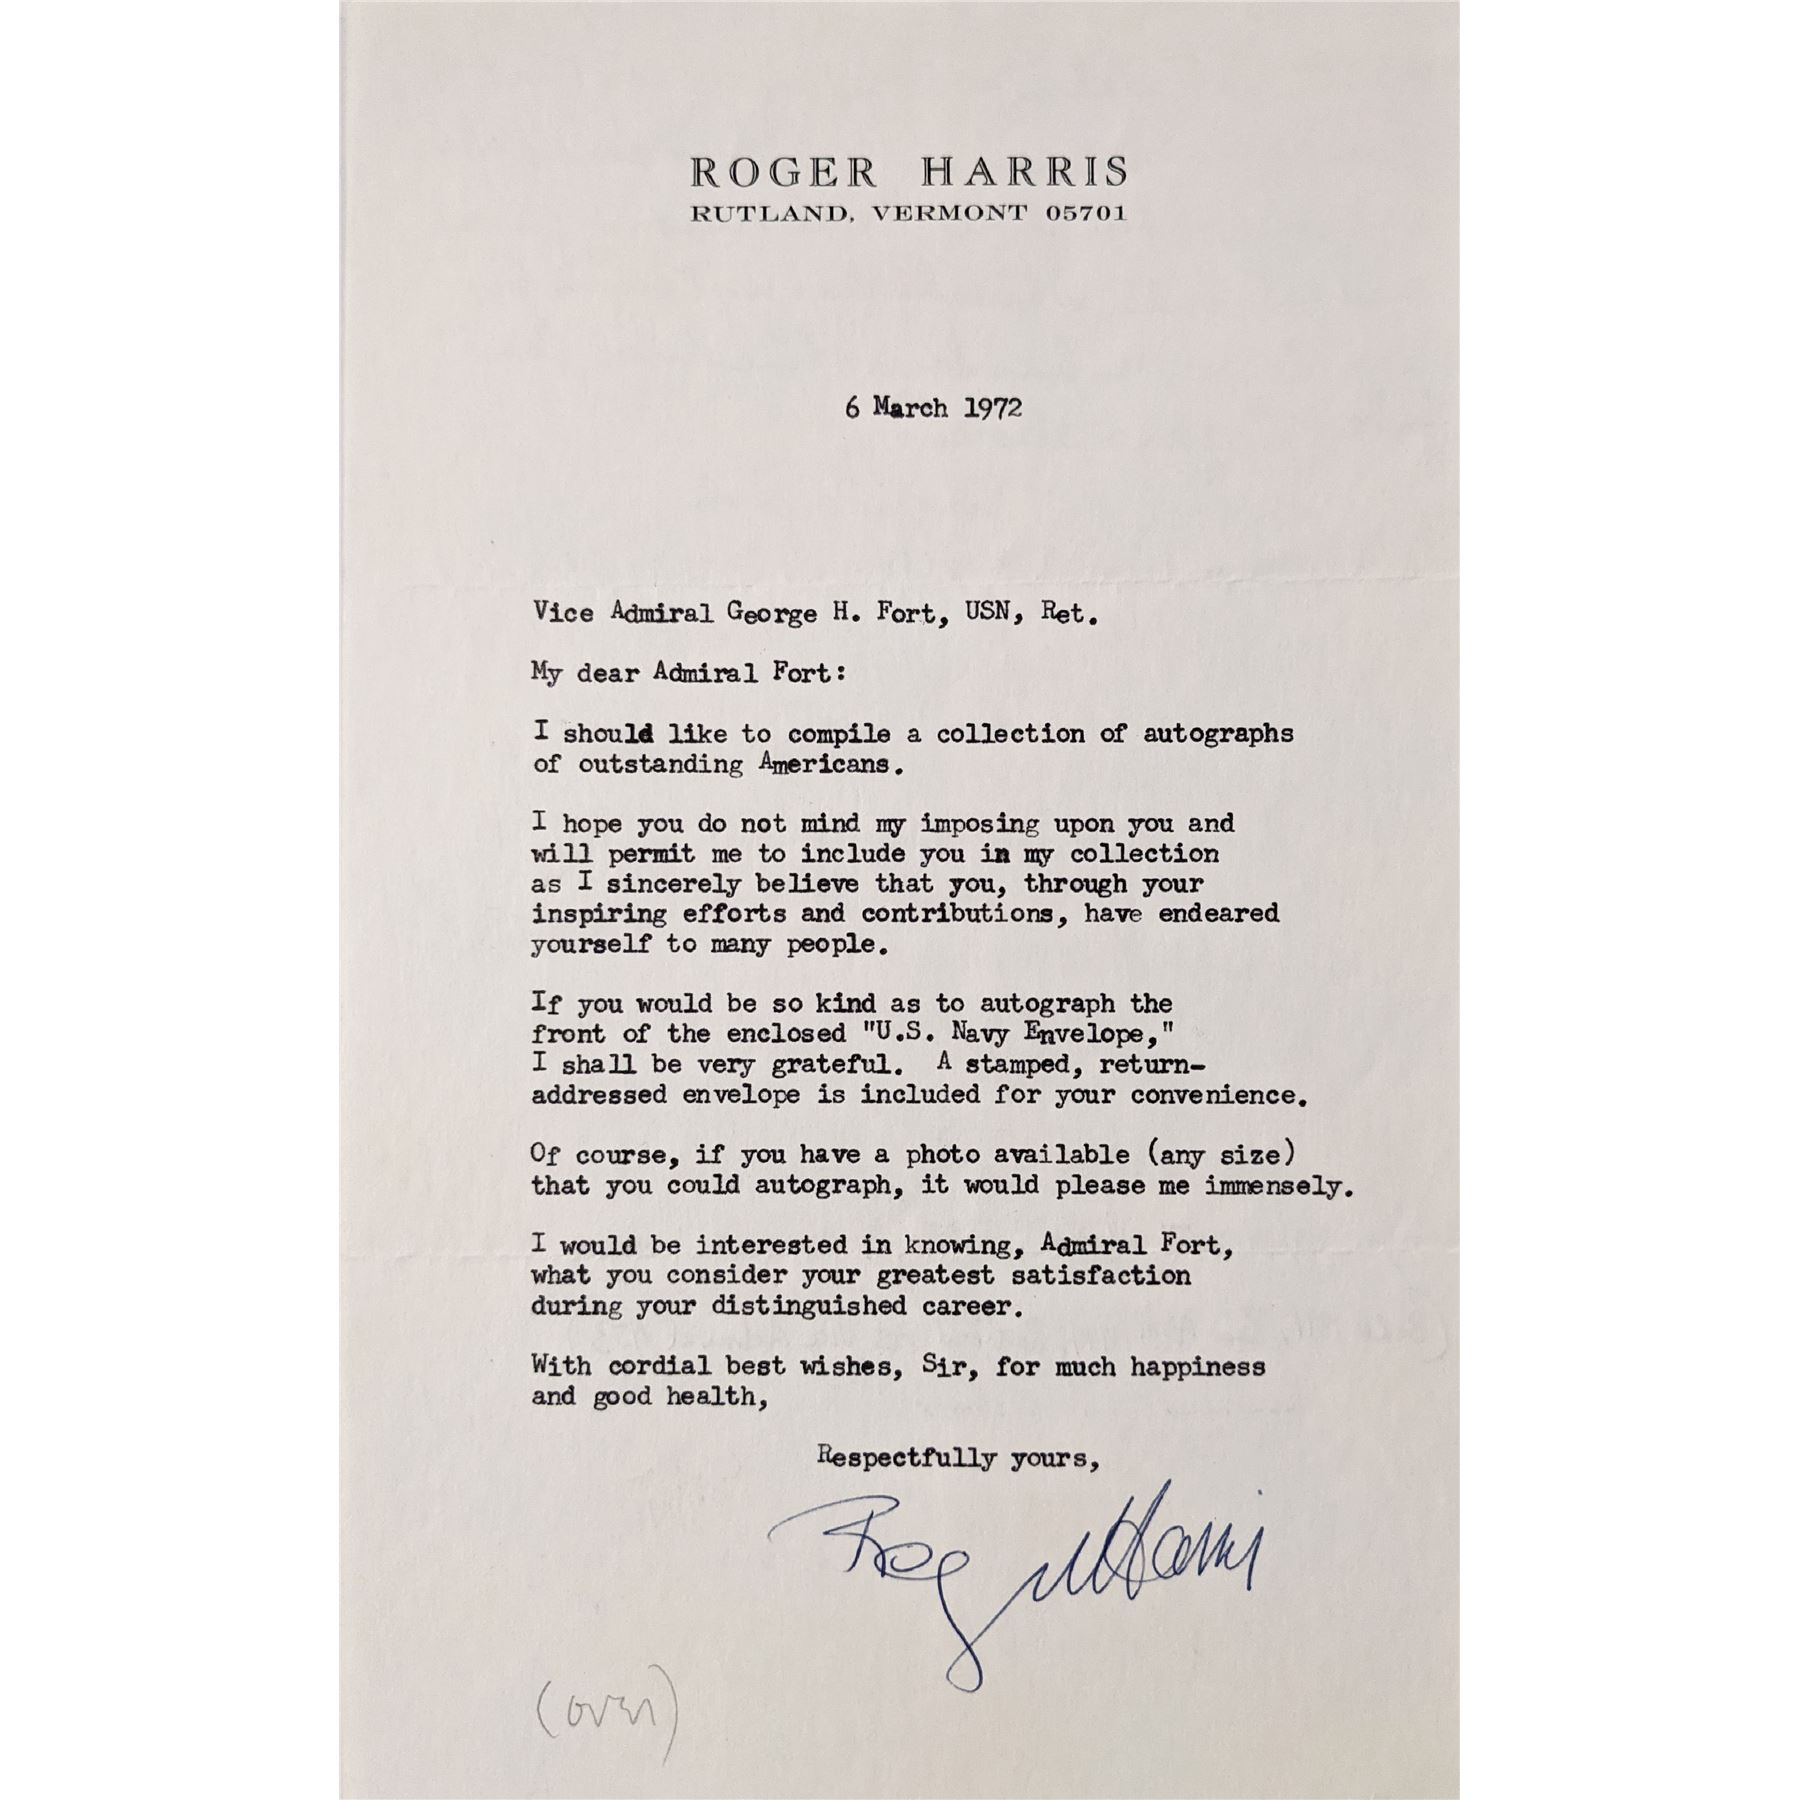 ROGER HARRIS
RUTLAND, VERMONT 05701
6 March 1972
Vice Admiral George H. Fort, USN, Ret.
My dear Admiral Fort:
I should like to compile a collection of autographs
of outstanding Americans.
I hope you do not mind my imposing upon you and
will permit me to include you in my collection
as I sincerely believe that you, through your
inspiring efforts and contributions, have endeared
yourself to many people.
If you would be so kind as to autograph the
front of the enclosed "U.S. Navy Envelope,"
I shall be very grateful. A stamped, return-
addressed envelope is included for your convenience.
Of course, if you have a photo available (any size)
that you could autograph, it would please me immensely.
I would be interested in knowing, Admiral Fort,
what you consider your greatest satisfaction
during your distinguished career.
With cordial best wishes, Sir, for much happiness
and good health,
Respectfully yours,
Roger Harris
(over)